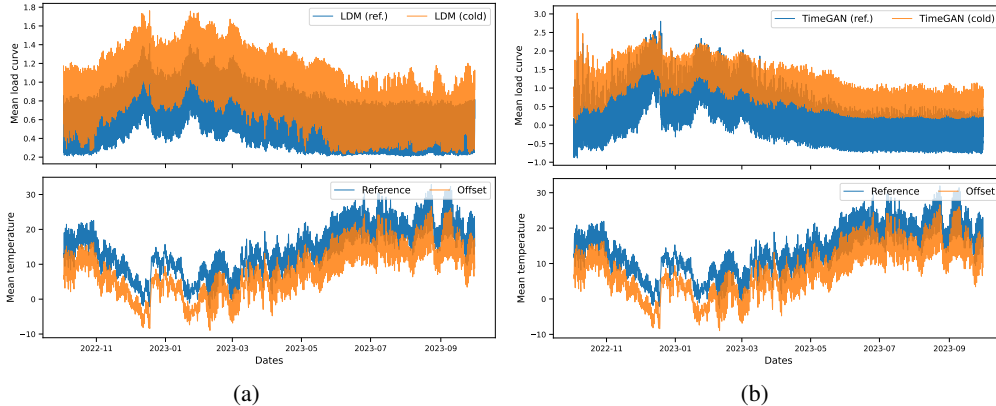 LDM (ref.) LDM (cold)
Mean load curve
1.8
1.6
1.4
1.2
1.0
0.8
0.6
0.4
0.2
Reference Offset
Mean temperature
30
20
10
0
−10
2022-11 2023-01 2023-03 2023-05 2023-07 2023-09
Dates
(a)
TimeGAN (ref.) TimeGAN (cold)
Mean load curve
3.0
2.5
2.0
1.5
1.0
0.5
0.0
−0.5
−1.0
Reference Offset
Mean temperature
30
20
10
0
−10
2022-11 2023-01 2023-03 2023-05 2023-07 2023-09
Dates
(b)